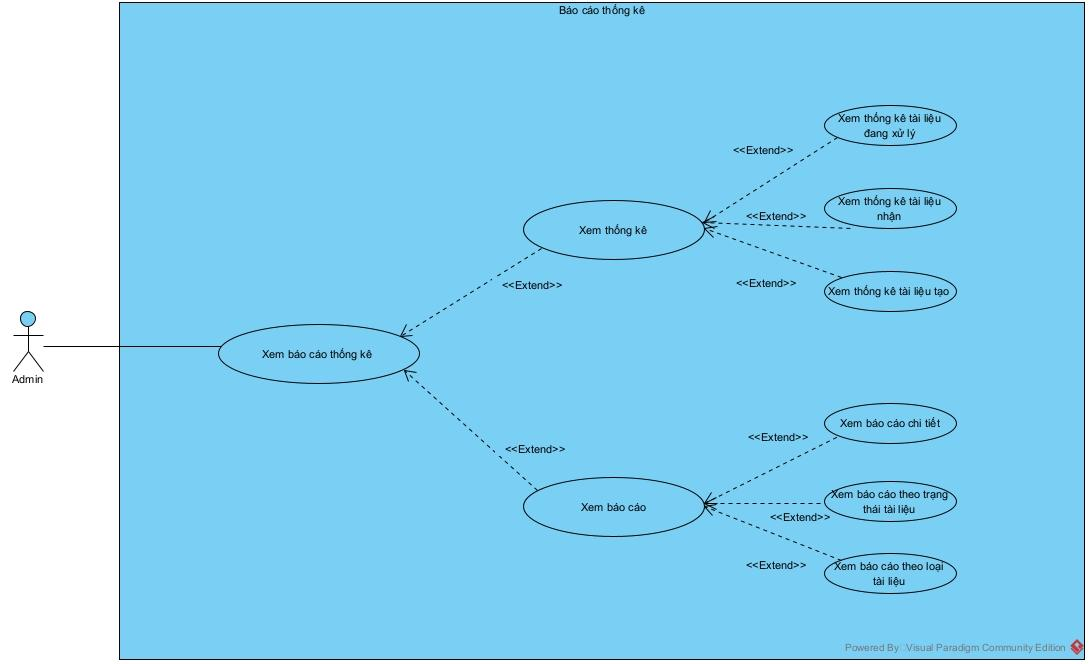 Báo cáo thống kê
Xem thống kê tài liệu
đang xử lý
<<Extend>>
Xem thống kê tài liệu
nhận
<<Extend>>
Xem thống kê
<<Extend>>
Xem thống kê tài liệu tạo
<<Extend>>
Xem báo cáo thống kê
Admin
Xem báo cáo chi tiết
<<Extend>>
<<Extend>>
Xem báo cáo theo trạng
thái tài liệu
Xem báo cáo
<<Extend>>
<<Extend>>
Xem báo cáo theo loại
tài liệu
Powered By Visual Paradigm Community Edition